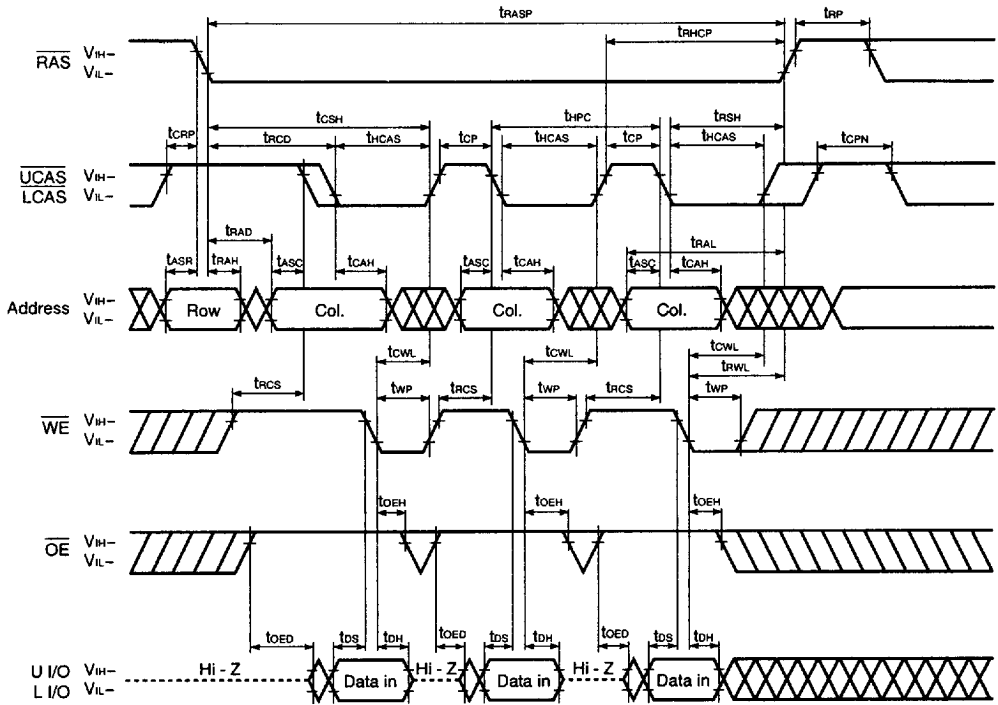 tRASP tRP
tRHCP
RAS VIH–
VIL–
tCSH tHPC tRSH
tCRP tRCD tHCAS tCP tHCAS tCP tHCAS tCPN
UCAS VIH–
LCAS VIL–
tRAD tRAL
tASR tRAH tASC tCAH tASC tCAH tASC tCAH
Address VIH–
VIL–
Row Col. Col. Col.
tCWL tCWL tCWL
tRWL
tRCS tWP tRCS tWP tRCS tWP
WE VIH–
VIL–
tOEH tOEH tOEH
OE VIH–
VIL–
tOED tDS tDH tOED tDS tDH tOED tDS tDH
U I/O VIH–
L I/O VIL–
Hi - Z Data in Hi - Z Data in Hi - Z Data in